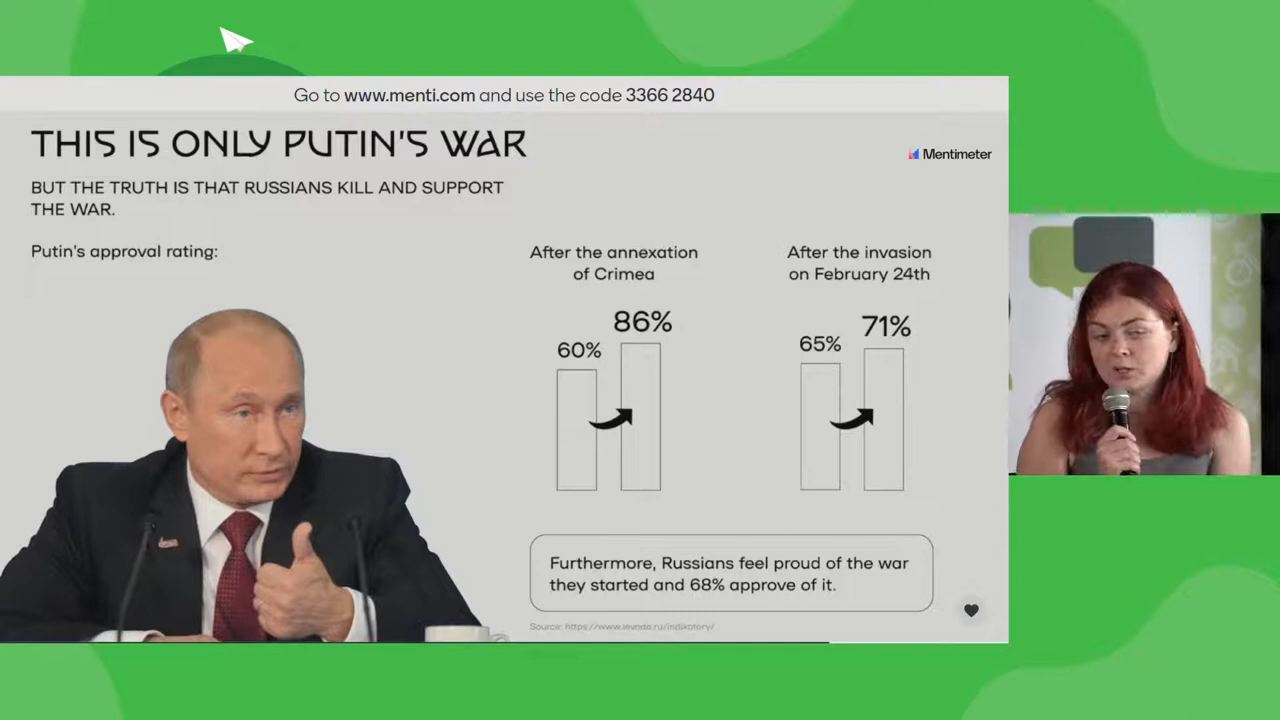 Go to www.menti.com and use the code 3366 2840
THIS IS ONLY PUTIN'S WAR
Mentimeter
BUT THE TRUTH IS THAT RUSSIANS KILL AND SUPPORT
THE WAR.
Putin's approval rating:
After the annexation
of Crimea
60%
86%
After the invasion
on February 24th
65%
71%
Furthermore, Russians feel proud of the war
they started and 68% approve of it.
Source: https://www.levada.ru/indikatory/